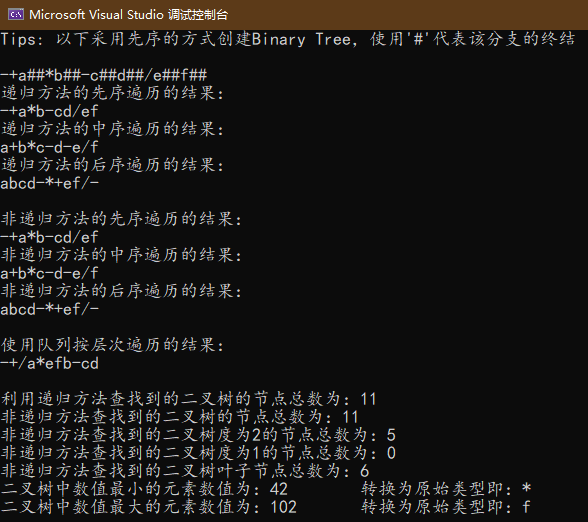 Microsoft Visual Studio 调试控制台
Tips: 以下采用先序的方式创建Binary Tree, 使用'#'代表该分支的终结
-+a##*b##-c##d##/e##f##
递归方法的先序遍历的结果:
-+a*b-cd/ef
递归方法的中序遍历的结果:
a+b*c-d-e/f
递归方法的后序遍历的结果:
abcd-*+ef/-
非递归方法的先序遍历的结果:
-+a*b-cd/ef
非递归方法的中序遍历的结果:
a+b*c-d-e/f
非递归方法的后序遍历的结果:
abcd-*+ef/-
使用队列按层次遍历的结果:
-+/a*efb-cd
利用递归方法查找到的二叉树的节点总数为: 11
非递归方法查找到的二叉树的节点总数为: 11
非递归方法查找到的二叉树度为2的节点总数为: 5
非递归方法查找到的二叉树度为1的节点总数为: 0
非递归方法查找到的二叉树叶子节点总数为: 6
二叉树中数值最小的元素数值为: 42 转换为原始类型即: *
二叉树中数值最大的元素数值为: 102 转换为原始类型即: f